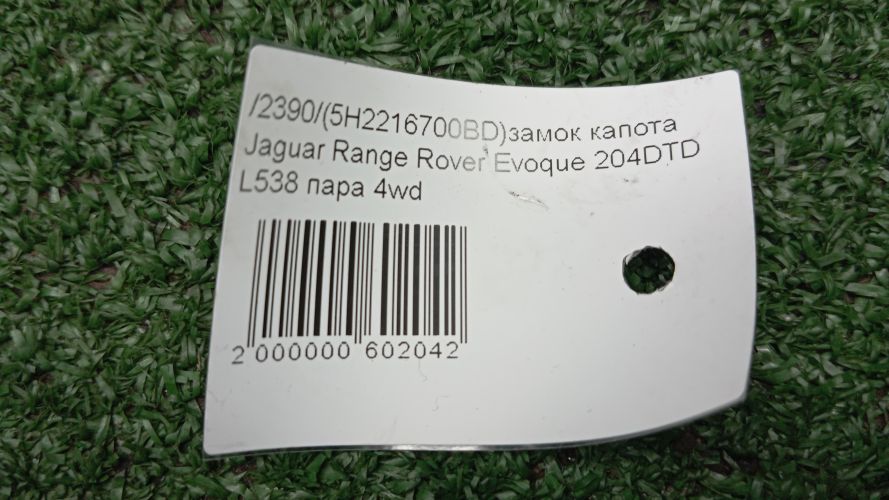 /2390/(5H2216700BD)замок капота
Jaguar Range Rover Evoque 204DTD
L538 пара 4wd
2 000000 602042